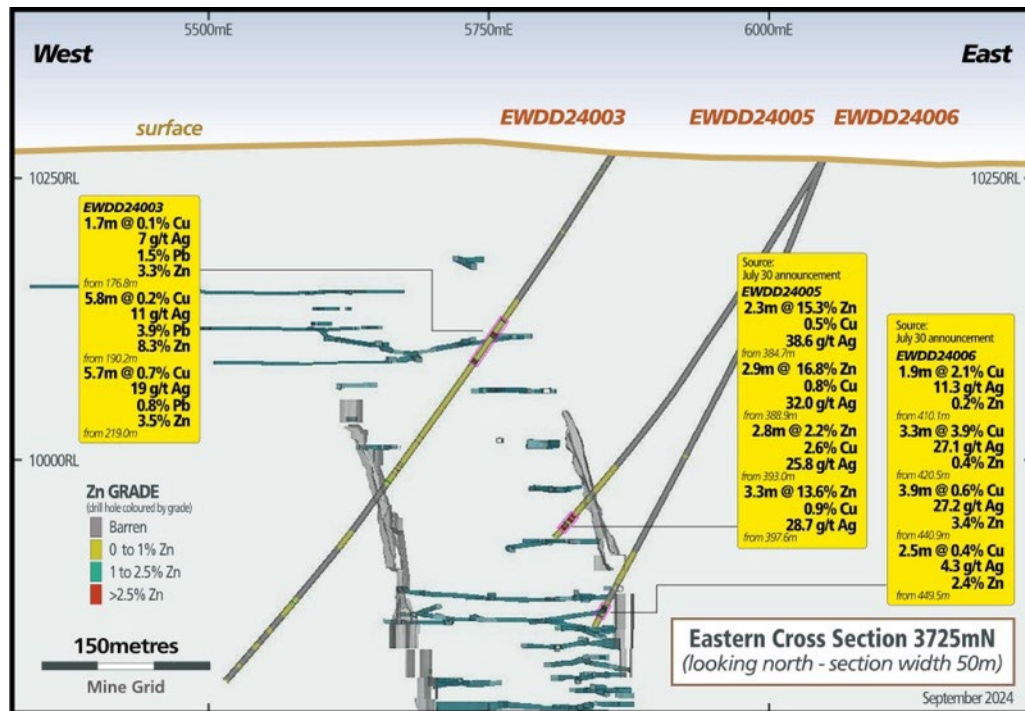 5500mE
5750mE
6000mE
West
East
surface
EWDD24003
EWDD24005
EWDD24006
10250RL
10250RL
EWDD24003
1.7m @ 0.1% Cu
7 g/t Ag
1.5% Pb
3.3% Zn
from 176.8m
5.8m @ 0.2% Cu
11 g/t Ag
3.9% Pb
8.3% Zn
from 190.2m
5.7m @ 0.7% Cu
19 g/t Ag
0.8% Pb
3.5% Zn
from 219.0m
Source:
July 30 announcement
EWDD24005
2.3m @ 15.3% Zn
0.5% Cu
38.6 g/t Ag
from 384.7m
2.9m @ 16.8% Zn
0.8% Cu
32.0 g/t Ag
from 388.9m
2.8m @ 2.2% Zn
2.6% Cu
25.8 g/t Ag
from 393.0m
3.3m @ 13.6% Zn
0.9% Cu
28.7 g/t Ag
from 397.6m
Source:
July 30 announcement
EWDD24006
1.9m @ 2.1% Cu
11.3 g/t Ag
0.2% Zn
from 410.1m
3.3m @ 3.9% Cu
27.1 g/t Ag
0.4% Zn
from 420.5m
3.9m @ 0.6% Cu
27.2 g/t Ag
3.4% Zn
from 440.9m
2.5m @ 0.4% Cu
4.3 g/t Ag
2.4% Zn
from 449.5m
10000RL
Zn GRADE
(drill hole coloured by grade)
Barren
0 to 1% Zn
1 to 2.5% Zn
>2.5% Zn
150metres
Mine Grid
Eastern Cross Section 3725mN
(looking north - section width 50m)
September 2024